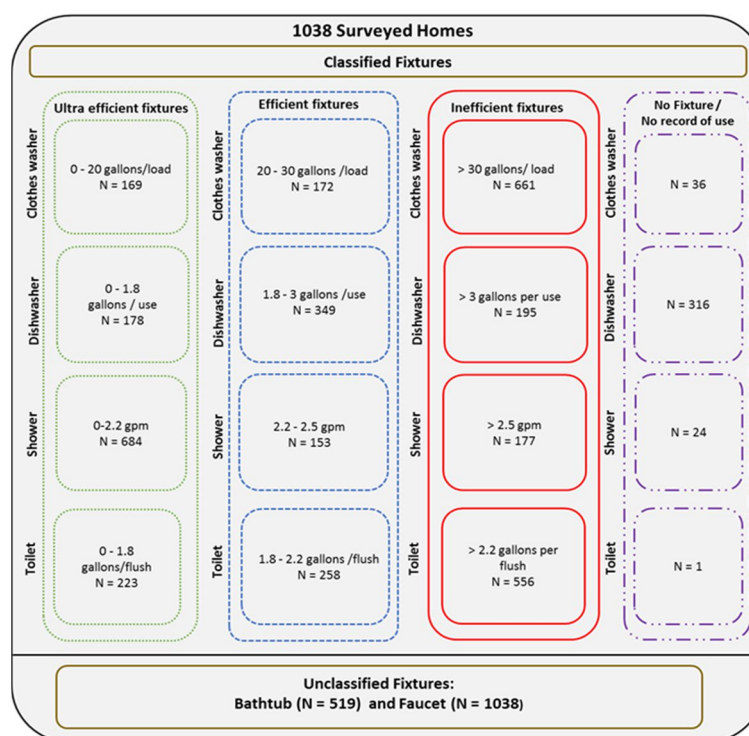 1038 Surveyed Homes
Classified Fixtures
Ultra efficient fixtures
Clothes washer
0 - 20 gallons/load
N = 169
Dishwasher
0 - 1.8
gallons / use
N = 178
Shower
0-2.2 gpm
N = 684
Toilet
0 - 1.8
gallons/flush
N = 223
Efficient fixtures
Clothes washer
20 - 30 gallons /load
N = 172
Dishwasher
1.8 - 3 gallons /use
N = 349
Shower
2.2 - 2.5 gpm
N = 153
Toilet
1.8 - 2.2 gallons /flush
N = 258
Inefficient fixtures
Clothes washer
> 30 gallons/ load
N = 661
Dishwasher
> 3 gallons per use
N = 195
Shower
> 2.5 gpm
N = 177
Toilet
> 2.2 gallons per
flush
N = 556
No Fixture /
No record of use
Clothes washer
N = 36
Dishwasher
N = 316
Shower
N = 24
Toilet
N = 1
Unclassified Fixtures:
Bathtub (N = 519) and Faucet (N = 1038)